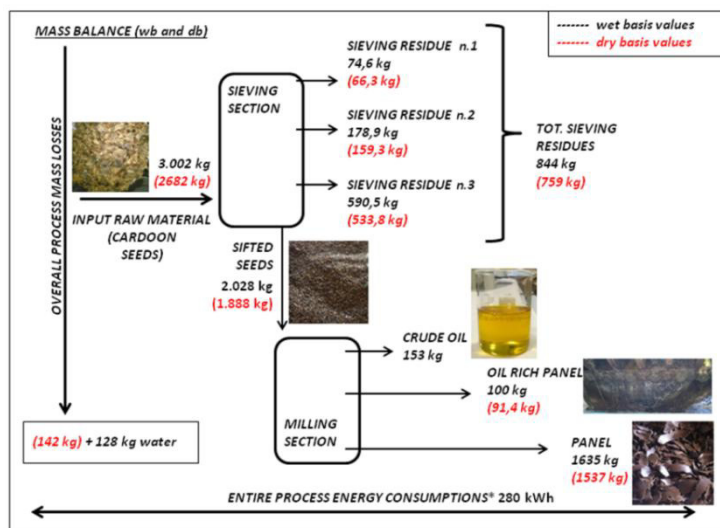 MASS BALANCE (wb and db)
wet basis values
dry basis values
OVERALL PROCESS MASS LOSSES
3.002 kg
(2682 kg)
INPUT RAW MATERIAL
(CARDOON
SEEDS)
SIEVING
SECTION
SIEVING RESIDUE n.1
74,6 kg
(66,3 kg)
SIEVING RESIDUE n.2
178,9 kg
(159,3 kg)
SIEVING RESIDUE n.3
590,5 kg
(533,8 kg)
TOT. SIEVING
RESIDUES
844 kg
(759 kg)
SIFTED
SEEDS
2.028 kg
(1.888 kg)
MILLING
SECTION
CRUDE OIL
153 kg
OIL RICH PANEL
100 kg
(91,4 kg)
PANEL
1635 kg
(1537 kg)
(142 kg) + 128 kg water
ENTIRE PROCESS ENERGY CONSUMPTIONS* 280 kWh